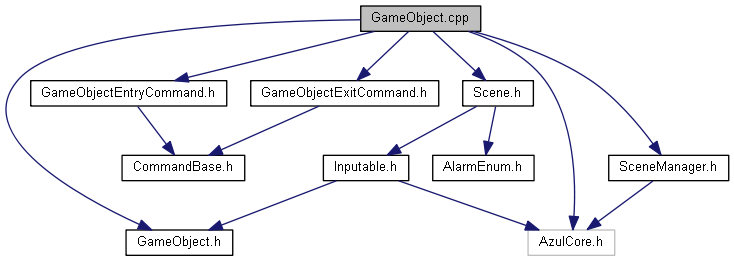 GameObject.cpp
GameObjectEntryCommand.h
GameObjectExitCommand.h
Scene.h
CommandBase.h
Inputable.h
AlarmEnum.h
SceneManager.h
GameObject.h
AzulCore.h